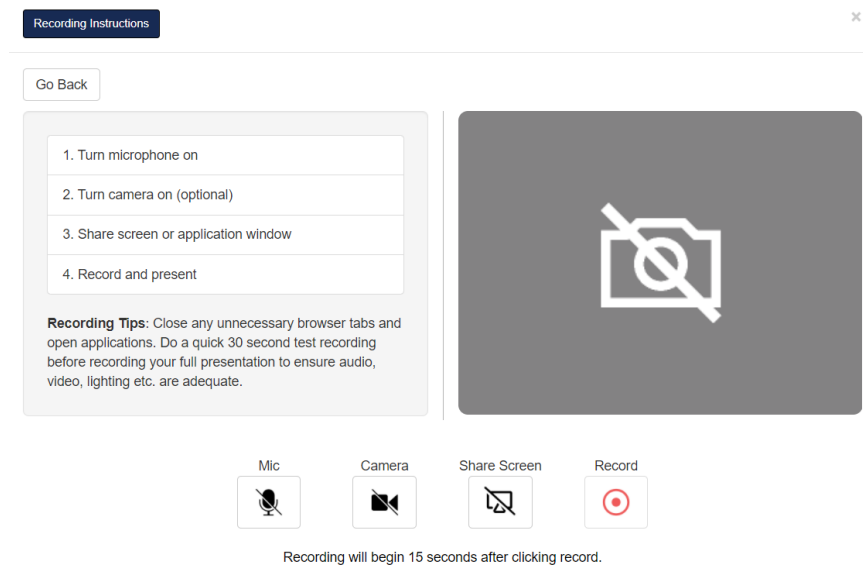 Recording Instructions
×
Go Back
1. Turn microphone on
2. Turn camera on (optional)
3. Share screen or application window
4. Record and present
Recording Tips: Close any unnecessary browser tabs and
open applications. Do a quick 30 second test recording
before recording your full presentation to ensure audio,
video, lighting etc. are adequate.
Mic
Camera
Share Screen
Record
Recording will begin 15 seconds after clicking record.